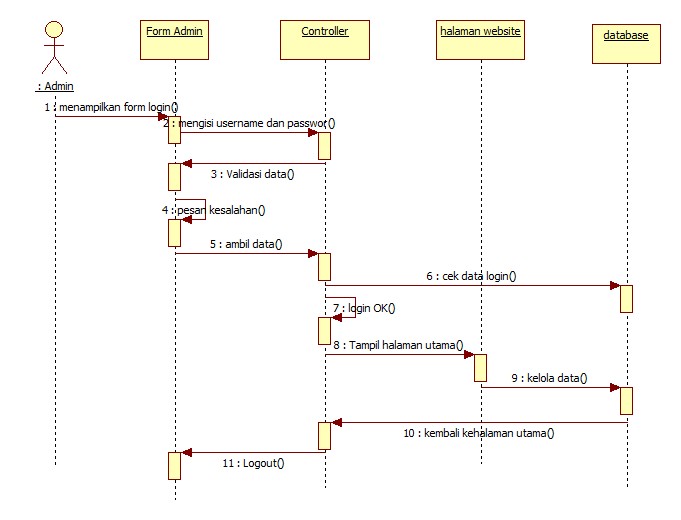 Form Admin
Controller
halaman website
database
: Admin
1 : menampilkan form login()
2 : mengisi username dan passwor()
3 : Validasi data()
4 : pesan kesalahan()
5 : ambil data()
6 : cek data login()
7 : login OK()
8 : Tampil halaman utama()
9 : kelola data()
10 : kembali kehalaman utama()
11 : Logout()